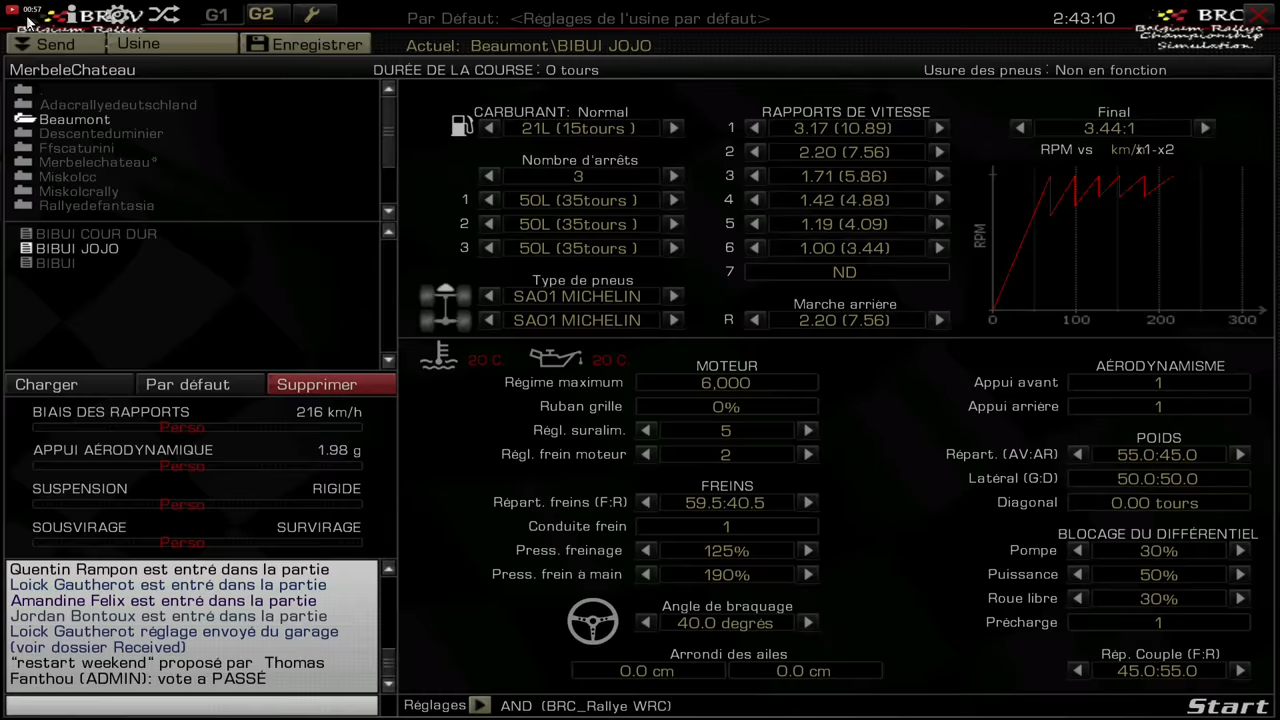 00:57
G1
G2
Par Défaut: <Réglages de l'usine par défaut>
2:43:10
BRC
Belgium Rallye
Championship
Simulation
Send
Usine
Enregistrer
Actuel: Beaumont\BIBUI JOJO
MerbeleChateau
DURÉE DE LA COURSE: 0 tours
Usure des pneus: Non en fonction
Adacrallyedeutschland
Beaumont
Descenteduminier
Ffscaturini
Merbelechateau*
Miskolcc
Miskolcrally
Rallyedefantasia
BIBUI COUR DUR
BIBUI JOJO
BIBUI
Charger
Par défaut
Supprimer
BIAIS DES RAPPORTS 216 km/h
Perso
APPUI AÉRODYNAMIQUE 1.98 g
Perso
SUSPENSION RIGIDE
Perso
SOUSVIRAGE SURVIRAGE
Perso
Quentin Rampon est entré dans la partie
Loick Gautherot est entré dans la partie
Amandine Felix est entré dans la partie
Jordan Bontoux est entré dans la partie
Loick Gautherot réglage envoyé du garage
(voir dossier Received)
"restart weekend" proposé par Thomas
Fanthou (ADMIN): vote a PASSÉ
CARBURANT: Normal
21L (15tours )
Nombre d'arrêts
3
1 50L (35tours )
2 50L (35tours )
3 50L (35tours )
Type de pneus
SA01 MICHELIN
SA01 MICHELIN
RAPPORTS DE VITESSE
1 3.17 (10.89)
2 2.20 (7.56)
3 1.71 (5.86)
4 1.42 (4.88)
5 1.19 (4.09)
6 1.00 (3.44)
7 ND
Marche arrière
R 2.20 (7.56)
Final
3.44:1
RPM vs
RPM
0 100 200 300
20 C
20 C
MOTEUR
Régime maximum 6,000
Ruban grille 0%
Régl. suralim. 5
Régl. frein moteur 2
FREINS
Répart. freins (F:R) 59.5:40.5
Conduite frein 1
Press. freinage 125%
Press. frein à main 190%
Angle de braquage
40.0 degrés
Arrondi des ailes
0.0 cm 0.0 cm
AÉRODYNAMISME
Appui avant 1
Appui arrière 1
POIDS
Répart. (AV:AR) 55.0:45.0
Latéral (G:D) 50.0:50.0
Diagonal 0.00 tours
BLOCAGE DU DIFFÉRENTIEL
Pompe 30%
Puissance 50%
Roue libre 30%
Précharge 1
Rép. Couple (F:R)
45.0:55.0
Réglages AND (BRC_Rallye WRC)
Start